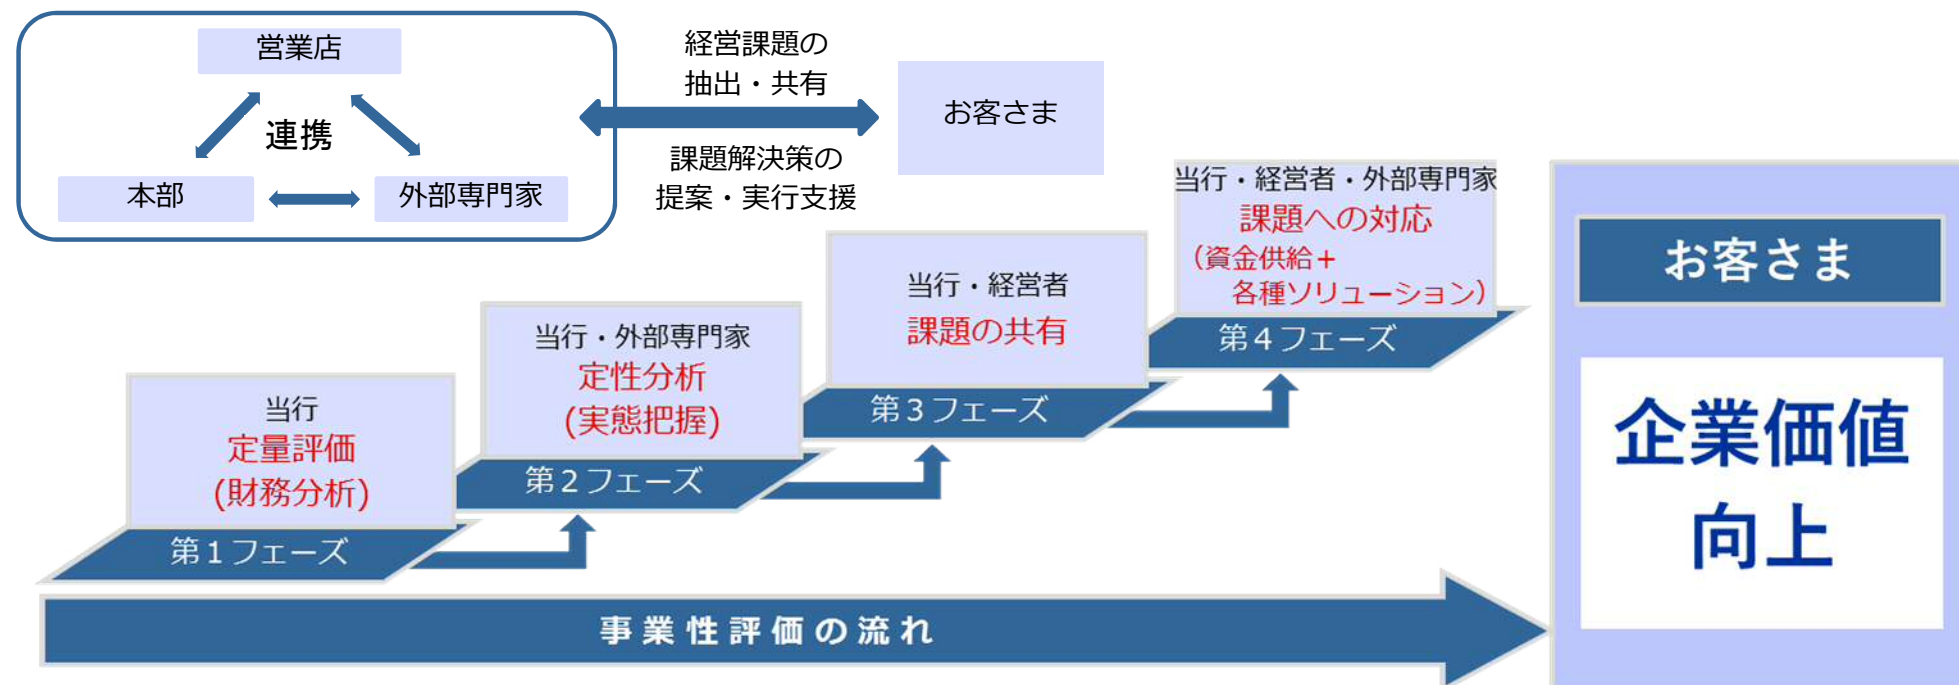 営業店
連携
本部
外部専門家
経営課題の
抽出・共有
課題解決策の
提案・実行支援
お客さま
当行
定量評価
(財務分析)
第１フェーズ
当行・外部専門家
定性分析
(実態把握)
第２フェーズ
当行・経営者
課題の共有
第３フェーズ
当行・経営者・外部専門家
課題への対応
（資金供給＋
各種ソリューション）
第４フェーズ
事業性評価の流れ
お客さま
企業価値
向上